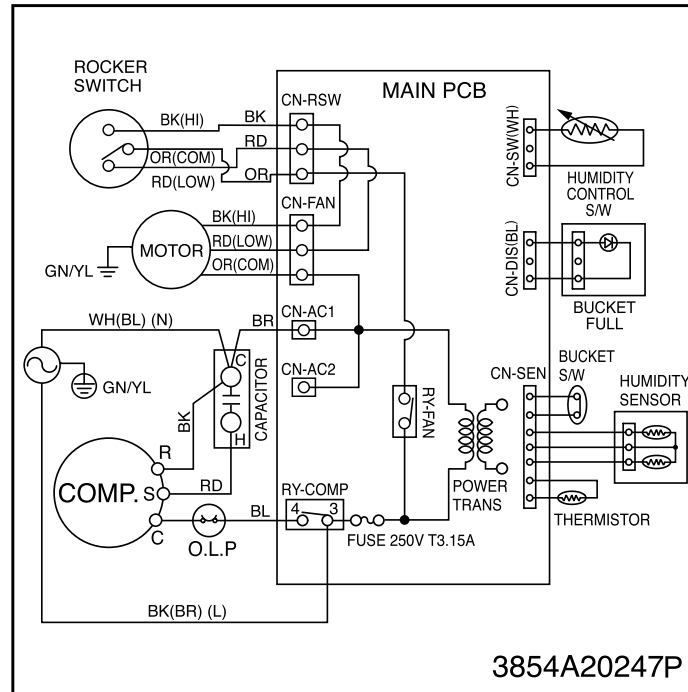 ROCKER
SWITCH
BK(HI)
OR(COM)
RD(LOW)
BK
RD
OR
CN-RSW
MAIN PCB
CN-SW(WH)
HUMIDITY
CONTROL
S/W
CN-FAN
BK(HI)
RD(LOW)
OR(COM)
MOTOR
GN/YL
CN-DIS(BL)
BUCKET
FULL
WH(BL) (N)
BR
CN-AC1
CN-AC2
GN/YL
C
H
CAPACITOR
BK
RY-FAN
CN-SEN
BUCKET
S/W
HUMIDITY
SENSOR
POWER
TRANS
THERMISTOR
COMP.
R
S
C
RD
O.L.P
BL
RY-COMP
4
3
FUSE 250V T3.15A
BK(BR) (L)
3854A20247P